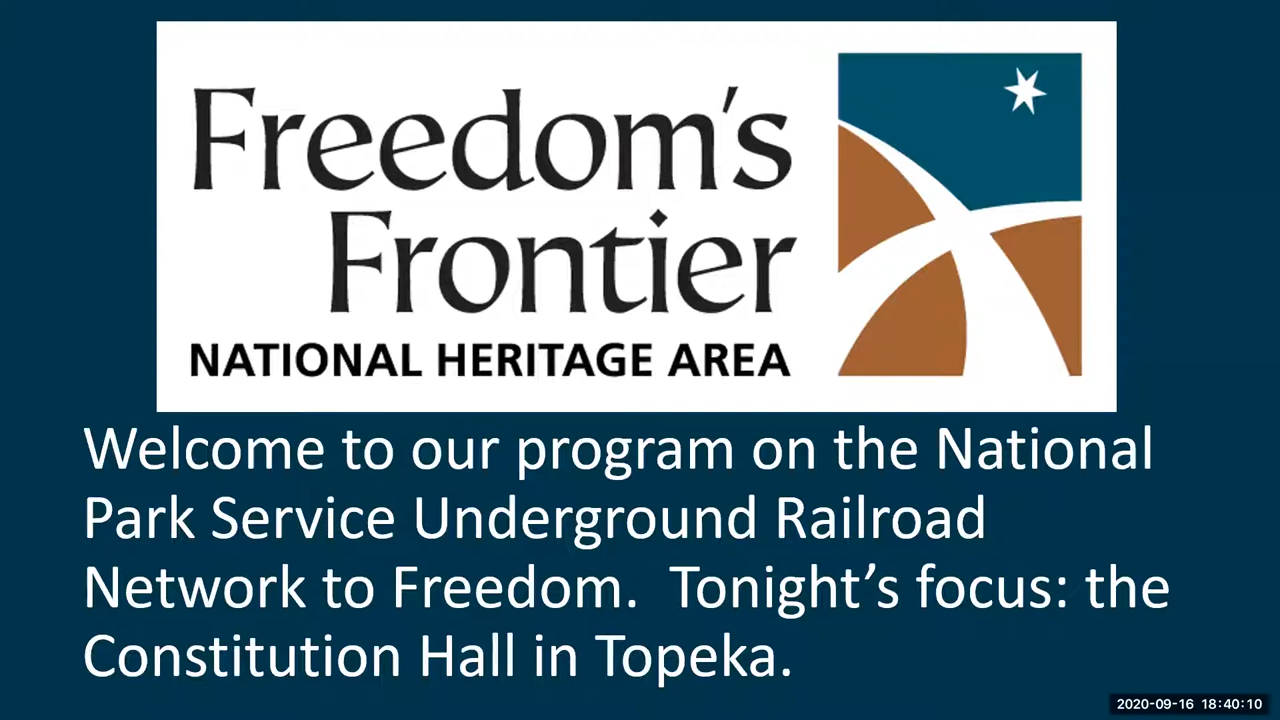 Freedom's
Frontier
NATIONAL HERITAGE AREA
Welcome to our program on the National
Park Service Underground Railroad
Network to Freedom.  Tonight’s focus: the
Constitution Hall in Topeka.
2020-09-16 18:40:10